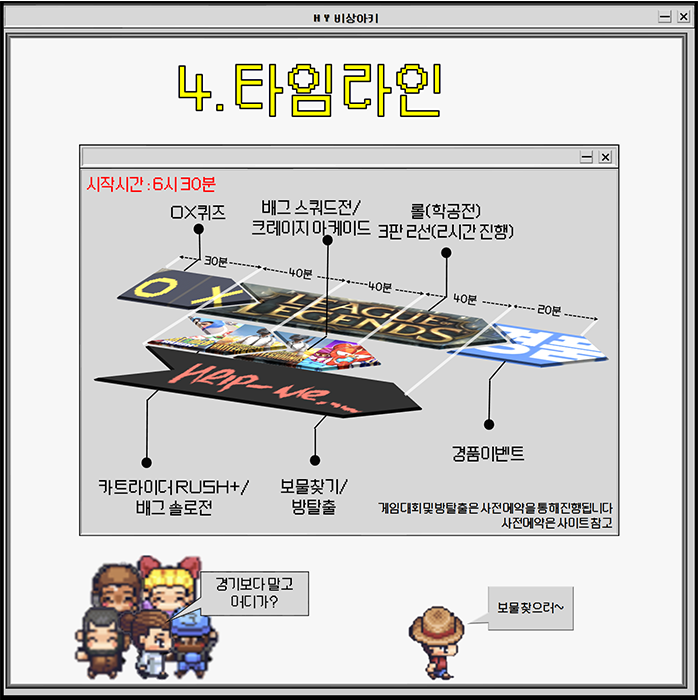 HY 비상아키
4. 타임라인
시작시간 : 6시 30분
OX퀴즈
배그 스쿼드전/
크레이지 아케이드
롤(학공전)
3판 2선(2시간 진행)
30분
40분
40분
40분
20분
O X
LEAGUE of
LEGENDS
경품
HELP_ ME...
경품이벤트
카트라이더 RUSH+/
배그 솔로전
보물찾기/
방탈출
게임대회 및 방탈출은 사전예약을 통해 진행됩니다
사전예약은 사이트 참고
경기보다 말고
어디가?
보물찾으러~